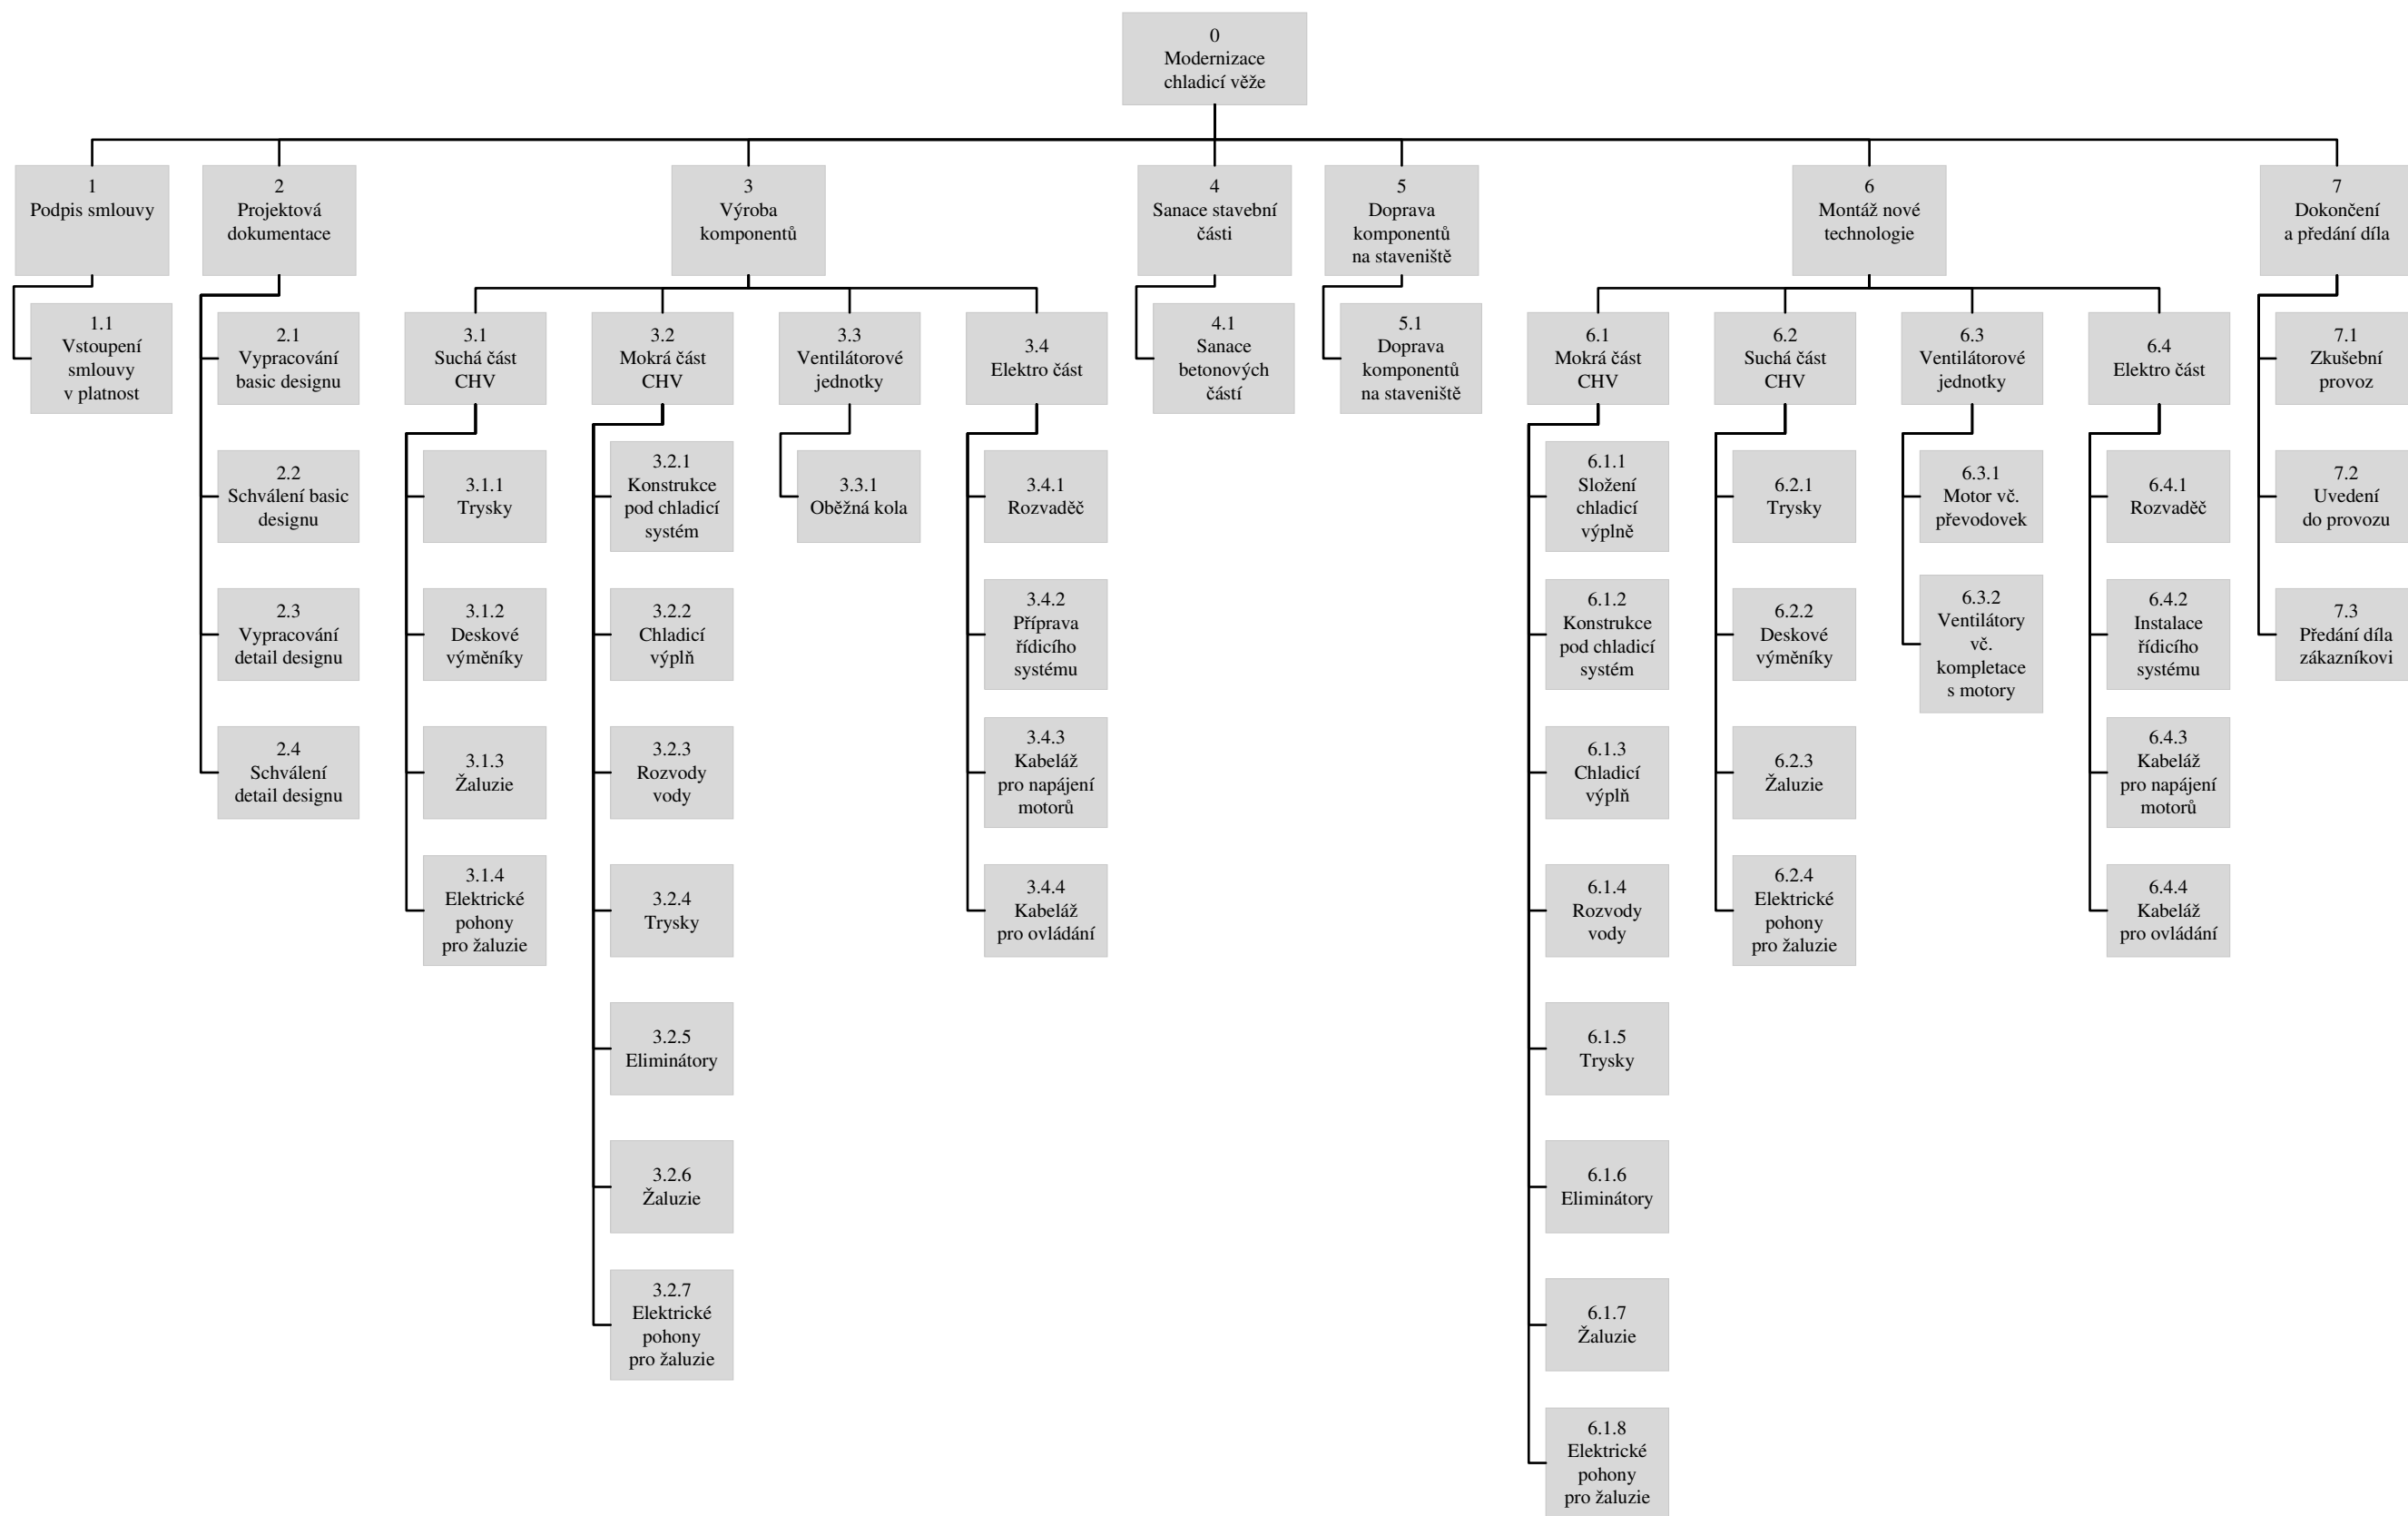 0
Modernizace
chladicí věže
1
Podpis smlouvy
2
Projektová
dokumentace
3
Výroba
komponentů
4
Sanace stavební
části
5
Doprava
komponentů
na staveniště
6
Montáž nové
technologie
7
Dokončení
a předání díla
1.1
Vstoupení
smlouvy
v platnost
2.1
Vypracování
basic designu
2.2
Schválení basic
designu
2.3
Vypracování
detail designu
2.4
Schválení
detail designu
3.1
Suchá část
CHV
3.1.1
Trysky
3.1.2
Deskové
výměníky
3.1.3
Žaluzie
3.1.4
Elektrické
pohony
pro žaluzie
3.2
Mokrá část
CHV
3.2.1
Konstrukce
pod chladicí
systém
3.2.2
Chladicí
výplň
3.2.3
Rozvody
vody
3.2.4
Trysky
3.2.5
Eliminátory
3.2.6
Žaluzie
3.2.7
Elektrické
pohony
pro žaluzie
3.3
Ventilátorové
jednotky
3.3.1
Oběžná kola
3.4
Elektro část
3.4.1
Rozvaděč
3.4.2
Příprava
řídicího
systému
3.4.3
Kabeláž
pro napájení
motorů
3.4.4
Kabeláž
pro ovládání
4.1
Sanace
betonových
částí
5.1
Doprava
komponentů
na staveniště
6.1
Mokrá část
CHV
6.1.1
Složení
chladicí
výplně
6.1.2
Konstrukce
pod chladicí
systém
6.1.3
Chladicí
výplň
6.1.4
Rozvody
vody
6.1.5
Trysky
6.1.6
Eliminátory
6.1.7
Žaluzie
6.1.8
Elektrické
pohony
pro žaluzie
6.2
Suchá část
CHV
6.2.1
Trysky
6.2.2
Deskové
výměníky
6.2.3
Žaluzie
6.2.4
Elektrické
pohony
pro žaluzie
6.3
Ventilátorové
jednotky
6.3.1
Motor vč.
převodovek
6.3.2
Ventilátory
vč.
kompletace
s motory
6.4
Elektro část
6.4.1
Rozvaděč
6.4.2
Instalace
řídicího
systému
6.4.3
Kabeláž
pro napájení
motorů
6.4.4
Kabeláž
pro ovládání
7.1
Zkušební
provoz
7.2
Uvedení
do provozu
7.3
Předání díla
zákazníkovi